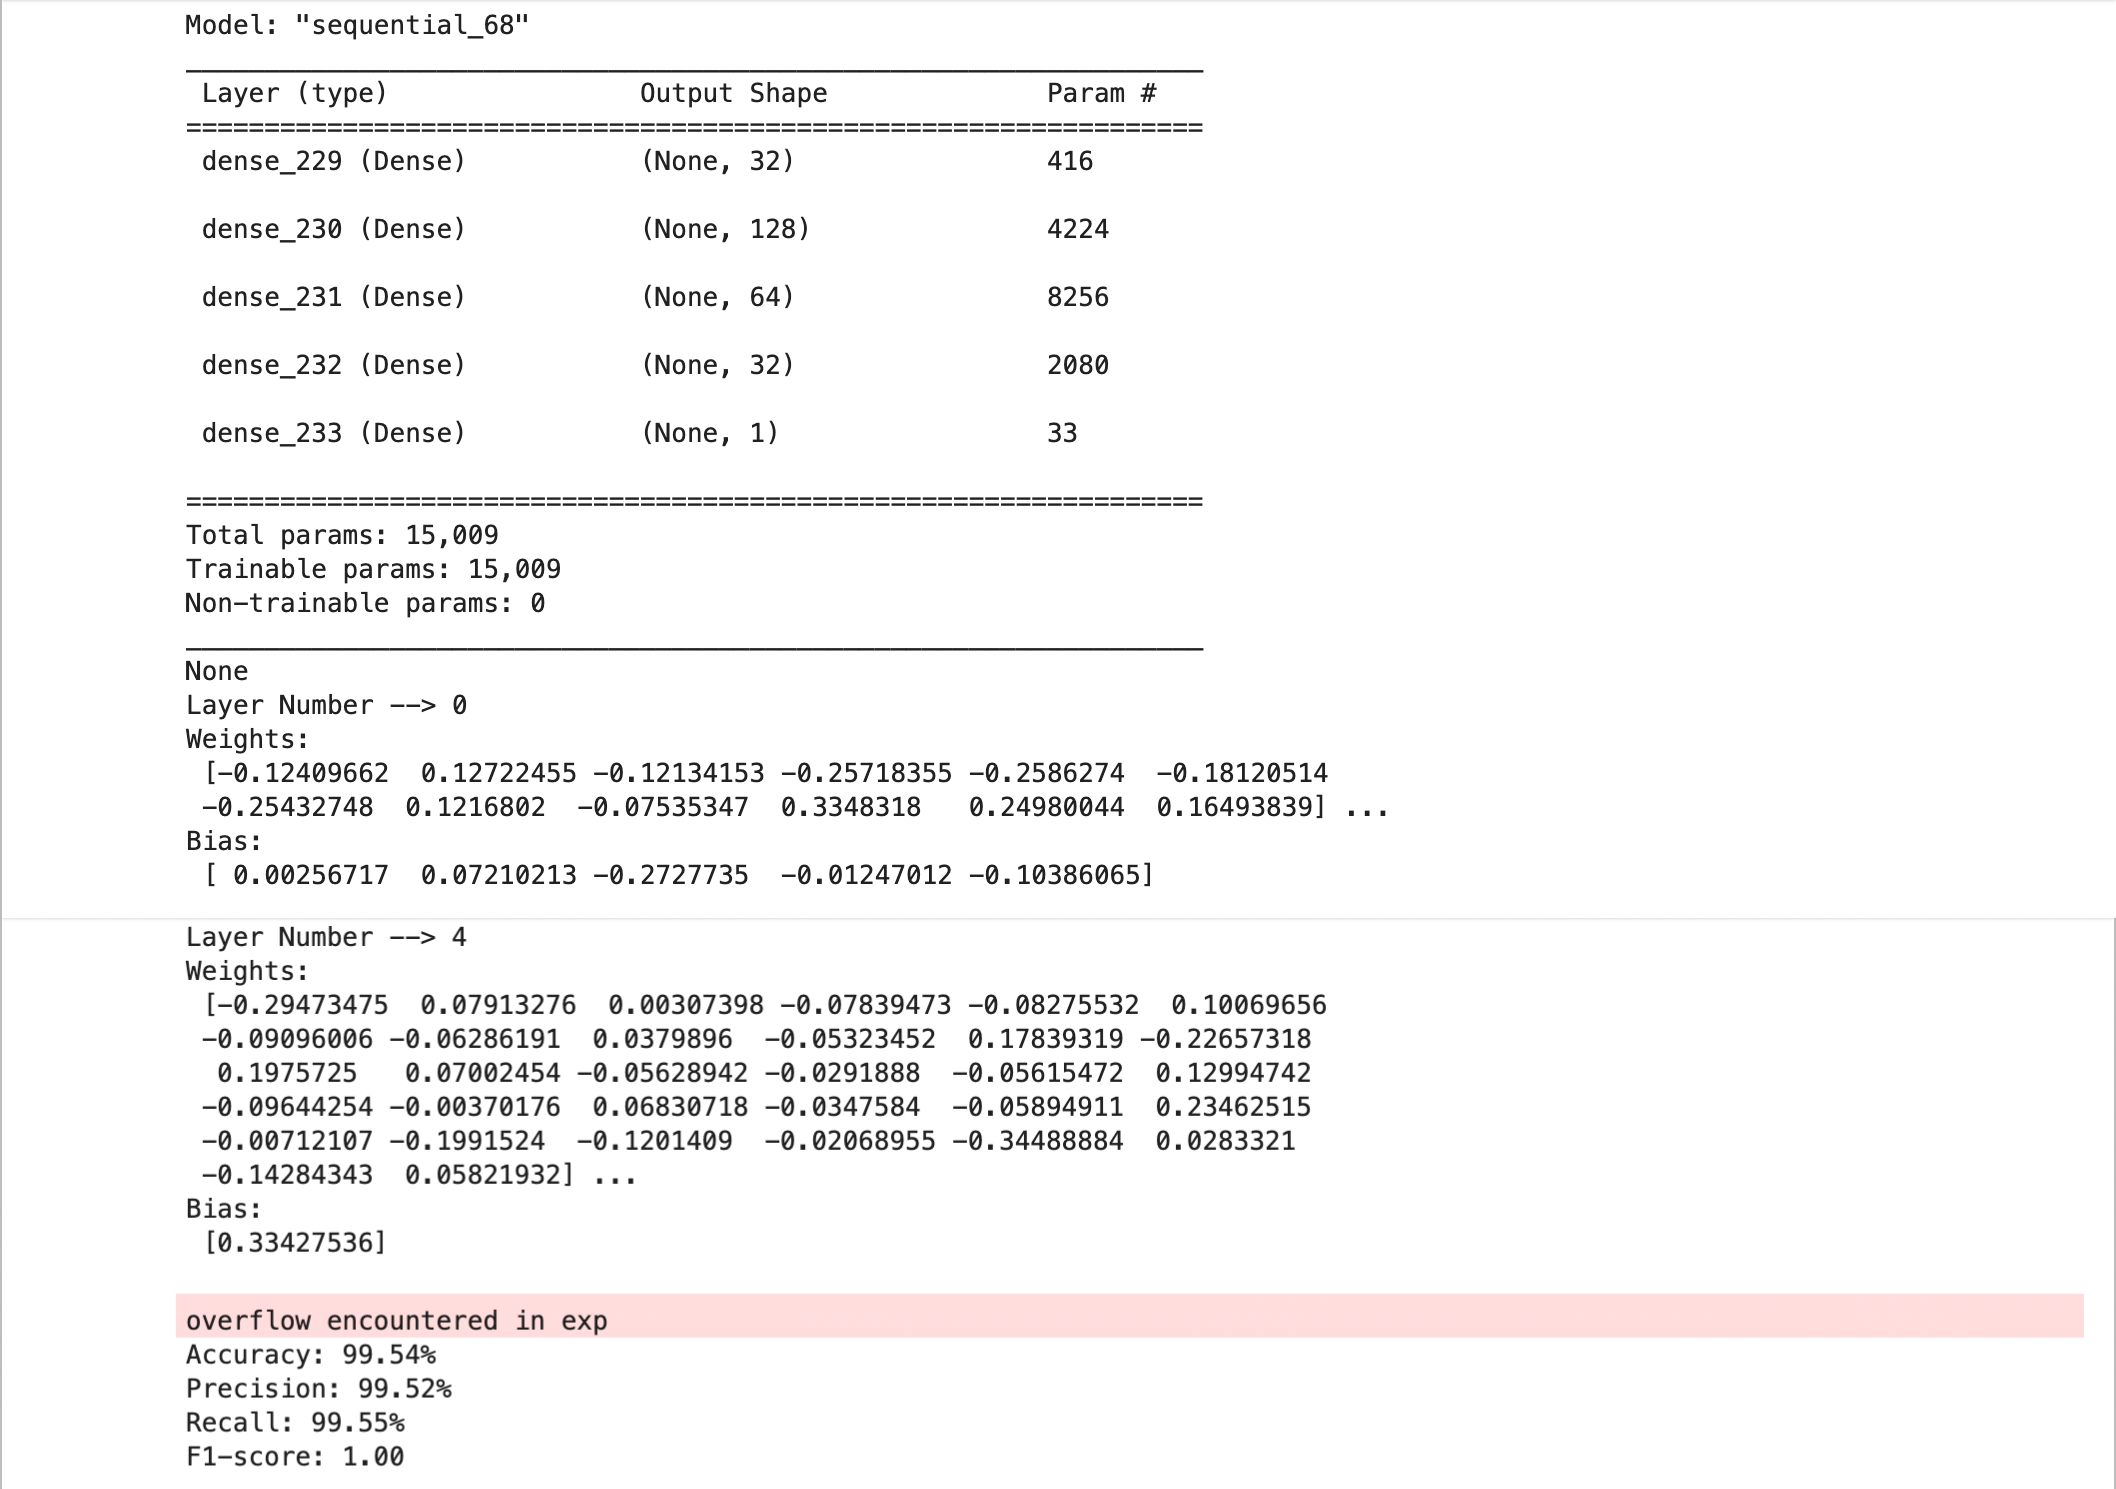 Model: "sequential_68"
_________________________________________________________________
Layer (type) Output Shape Param #
=================================================================
dense_229 (Dense) (None, 32) 416
dense_230 (Dense) (None, 128) 4224
dense_231 (Dense) (None, 64) 8256
dense_232 (Dense) (None, 32) 2080
dense_233 (Dense) (None, 1) 33
=================================================================
Total params: 15,009
Trainable params: 15,009
Non-trainable params: 0
_________________________________________________________________
None
Layer Number --> 0
Weights:
[-0.12409662 0.12722455 -0.12134153 -0.25718355 -0.2586274 -0.18120514
-0.25432748 0.1216802 -0.07535347 0.3348318 0.24980044 0.16493839] ...
Bias:
[ 0.00256717 0.07210213 -0.2727735 -0.01247012 -0.10386065]
Layer Number --> 4
Weights:
[-0.29473475 0.07913276 0.00307398 -0.07839473 -0.08275532 0.10069656
-0.09096006 -0.06286191 0.0379896 -0.05323452 0.17839319 -0.22657318
0.1975725 0.07002454 -0.05628942 -0.0291888 -0.05615472 0.12994742
-0.09644254 -0.00370176 0.06830718 -0.0347584 -0.05894911 0.23462515
-0.00712107 -0.1991524 -0.1201409 -0.02068955 -0.34488884 0.0283321
-0.14284343 0.05821932] ...
Bias:
[0.33427536]
overflow encountered in exp
Accuracy: 99.54%
Precision: 99.52%
Recall: 99.55%
F1-score: 1.00